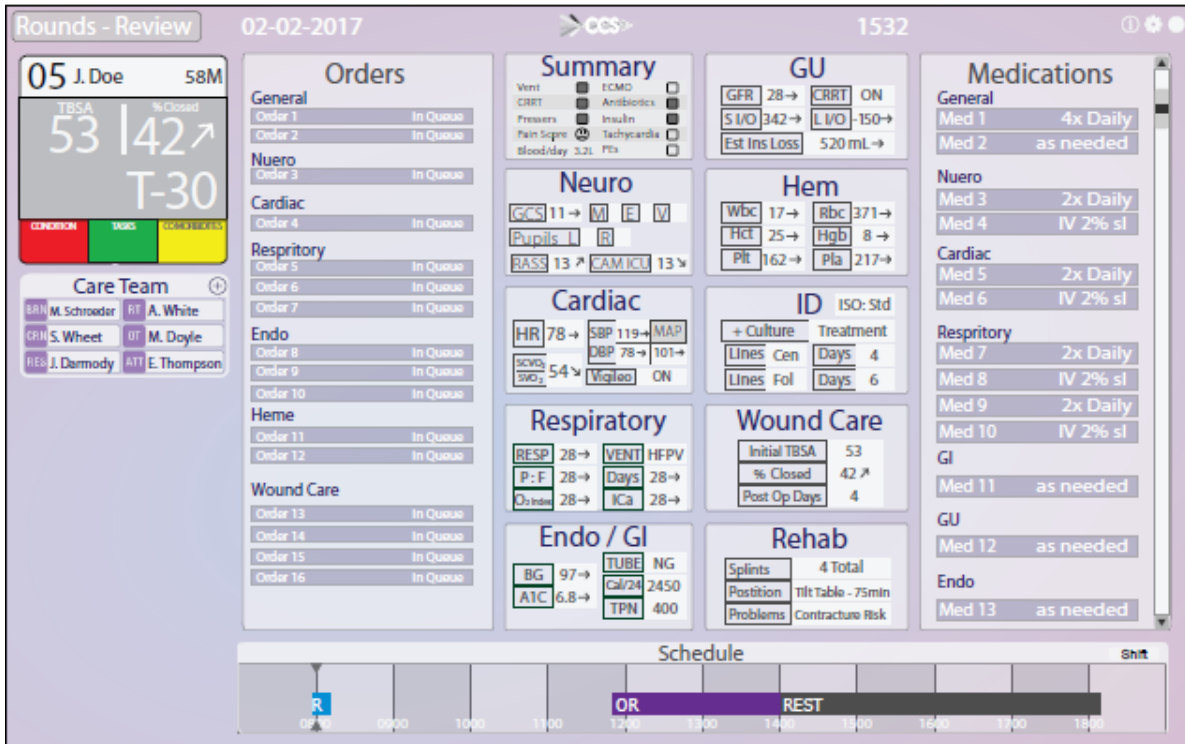 Rounds - Review 02-02-2017 CCS 1532
05 J. Doe 58M
TBSA %Closed
53 42↗
T-30
CONDITION TASKS COMORBIDITIES
Care Team
BRN M. Schroeder RT A. White
CRN S. Wheet OT M. Doyle
RES J. Darmody ATT E. Thompson
Orders
General
Order 1 In Queue
Order 2 In Queue
Nuero
Order 3 In Queue
Cardiac
Order 4 In Queue
Respritory
Order 5 In Queue
Order 6 In Queue
Order 7 In Queue
Endo
Order 8 In Queue
Order 9 In Queue
Order 10 In Queue
Heme
Order 11 In Queue
Order 12 In Queue
Wound Care
Order 13 In Queue
Order 14 In Queue
Order 15 In Queue
Order 16 In Queue
Summary
Vent ECMO
CRRT Antibiotics
Pressers Insulin
Pain Scpre Tachycardia
Blood/day 3.2L PEs
Neuro
GCS 11→ M E V
Pupils L R
RASS 13↗ CAM ICU 13↘
Cardiac
HR 78→ SBP 119→ MAP
DBP 78→ 101→
SCVO₂
SVO₂ 54↘ Vigileo ON
Respiratory
RESP 28→ VENT HFPV
P:F 28→ Days 28→
O₂ Index 28→ ICa 28→
Endo / GI
BG 97→ TUBE NG
A1C 6.8→ Cal/24 2450
TPN 400
GU
GFR 28→ CRRT ON
S I/O 342→ L I/O -150→
Est Ins Loss 520 mL→
Hem
Wbc 17→ Rbc 371→
Hct 25→ Hgb 8→
Plt 162→ Pla 217→
ID ISO: Std
+ Culture Treatment
Lines Cen Days 4
Lines Fol Days 6
Wound Care
Initial TBSA 53
% Closed 42↗
Post Op Days 4
Rehab
Splints 4 Total
Postition Tilt Table - 75min
Problems Contracture Risk
Medications
General
Med 1 4x Daily
Med 2 as needed
Nuero
Med 3 2x Daily
Med 4 IV 2% sl
Cardiac
Med 5 2x Daily
Med 6 IV 2% sl
Respritory
Med 7 2x Daily
Med 8 IV 2% sl
Med 9 2x Daily
Med 10 IV 2% sl
GI
Med 11 as needed
GU
Med 12 as needed
Endo
Med 13 as needed
Schedule Shift
R OR REST
0800 0900 1000 1100 1200 1300 1400 1500 1600 1700 1800